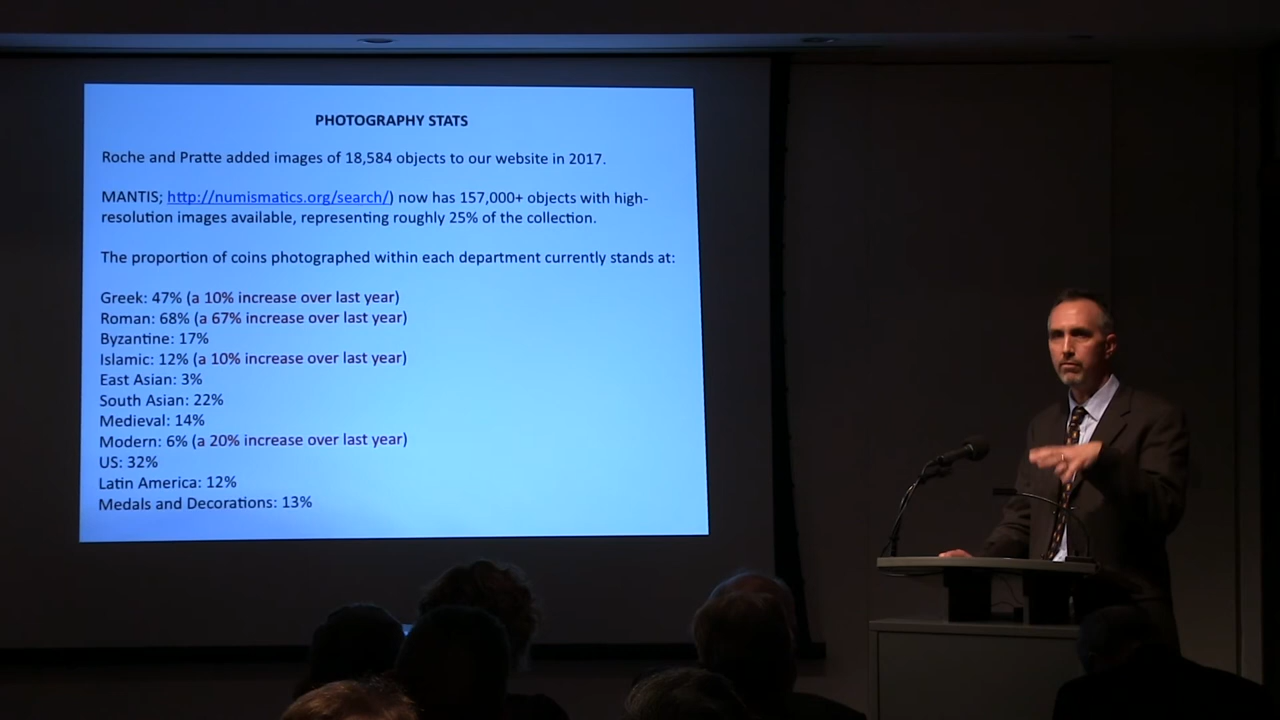 PHOTOGRAPHY STATS
Roche and Pratte added images of 18,584 objects to our website in 2017.
MANTIS; http://numismatics.org/search/) now has 157,000+ objects with high-
resolution images available, representing roughly 25% of the collection.
The proportion of coins photographed within each department currently stands at:
Greek: 47% (a 10% increase over last year)
Roman: 68% (a 67% increase over last year)
Byzantine: 17%
Islamic: 12% (a 10% increase over last year)
East Asian: 3%
South Asian: 22%
Medieval: 14%
Modern: 6% (a 20% increase over last year)
US: 32%
Latin America: 12%
Medals and Decorations: 13%